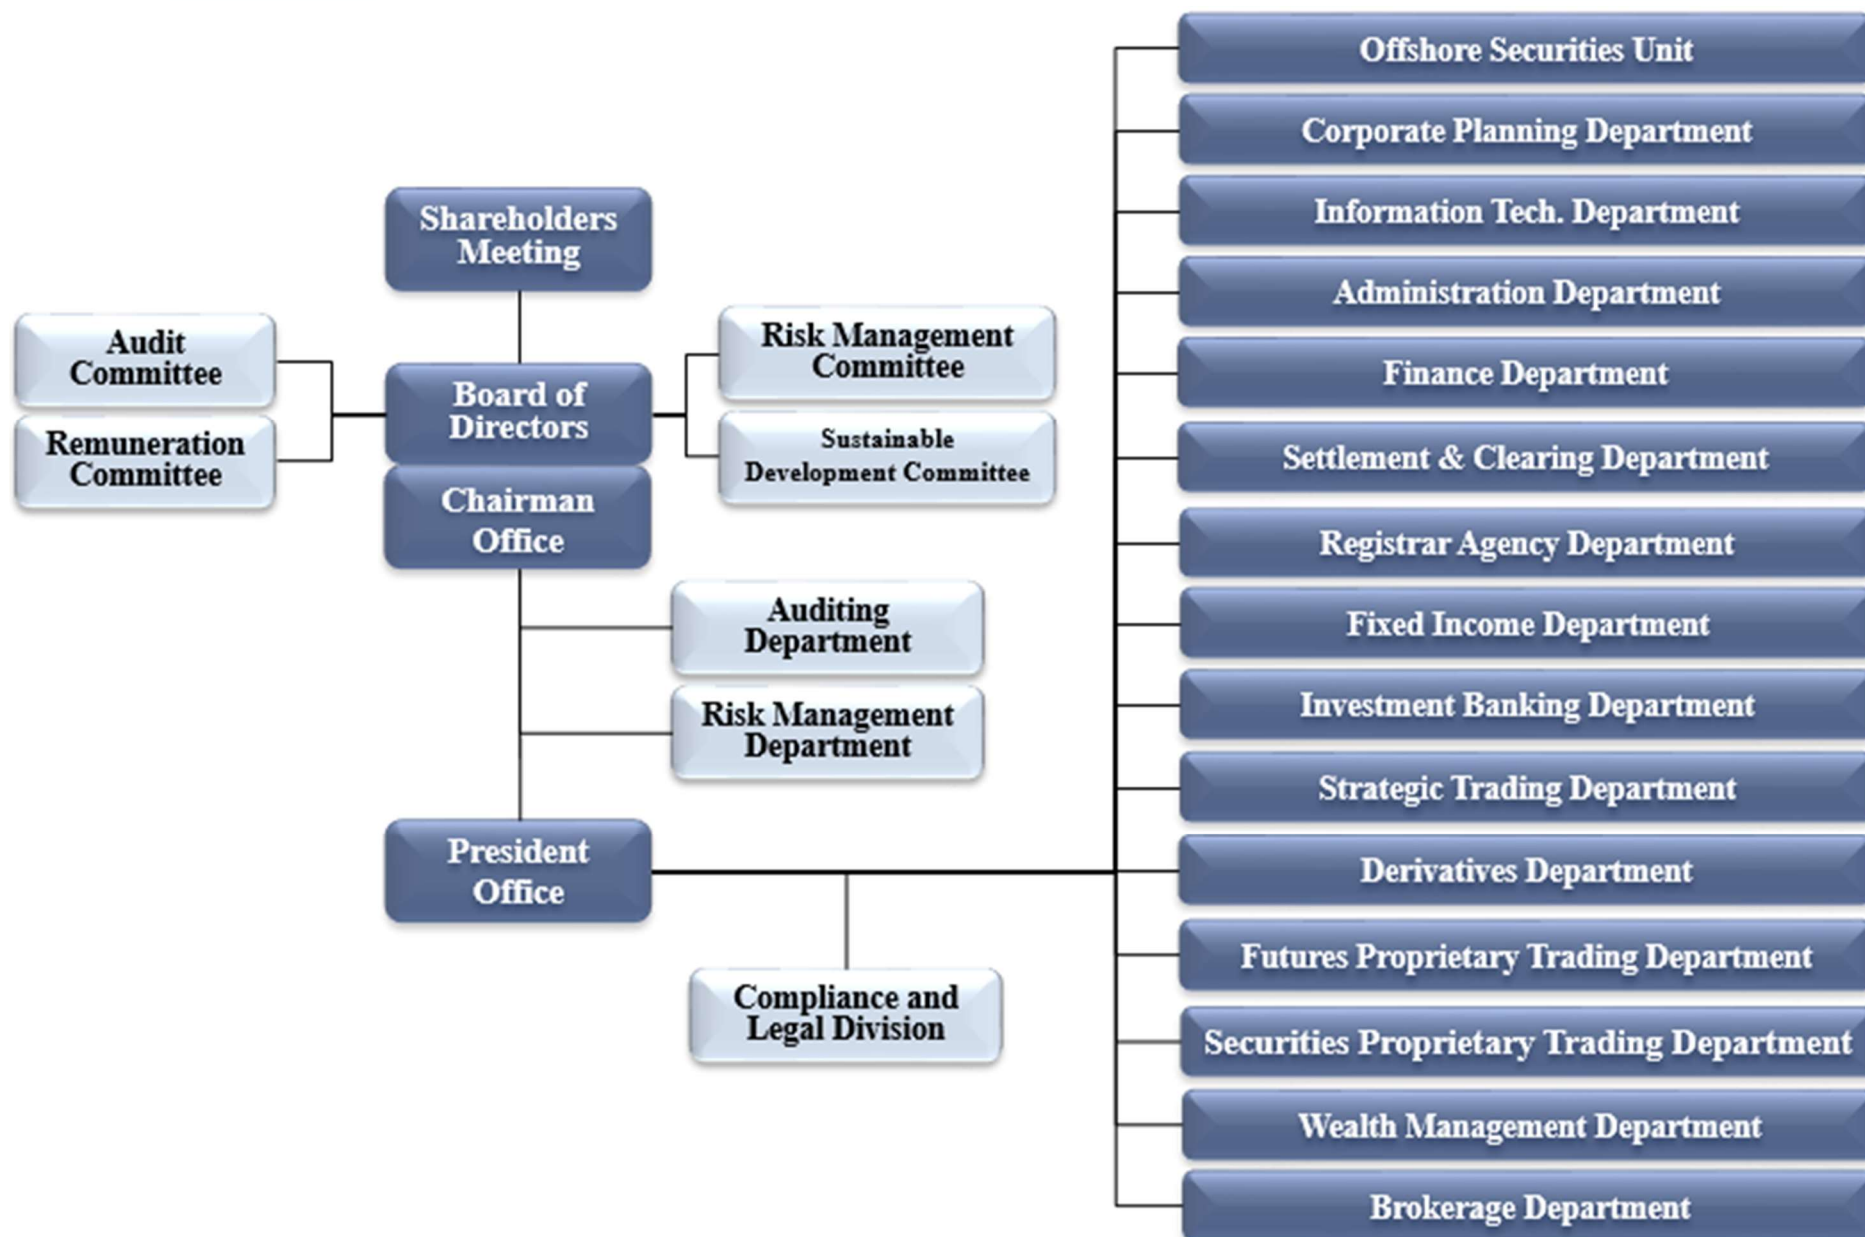 Shareholders
Meeting
Audit
Committee
Remuneration
Committee
Board of
Directors
Chairman
Office
Risk Management
Committee
Sustainable
Development Committee
Auditing
Department
Risk Management
Department
President
Office
Compliance and
Legal Division
Offshore Securities Unit
Corporate Planning Department
Information Tech. Department
Administration Department
Finance Department
Settlement & Clearing Department
Registrar Agency Department
Fixed Income Department
Investment Banking Department
Strategic Trading Department
Derivatives Department
Futures Proprietary Trading Department
Securities Proprietary Trading Department
Wealth Management Department
Brokerage Department